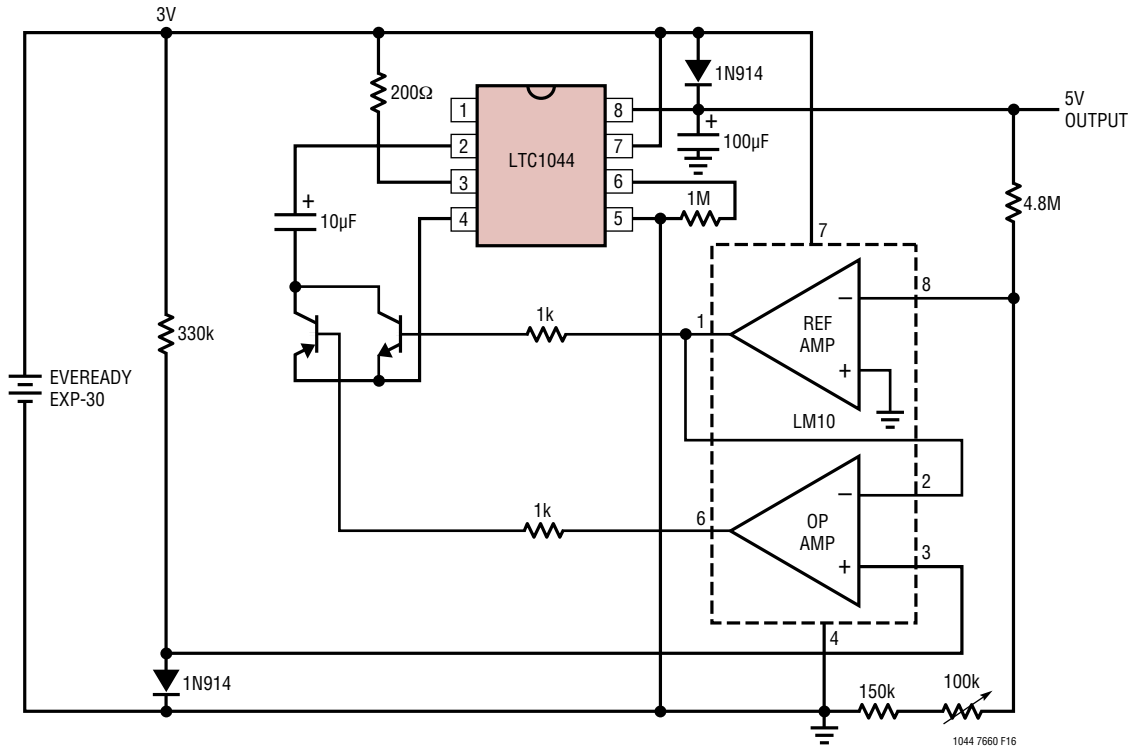 3V
1N914
200Ω
1
8
5V
OUTPUT
2
LTC1044
7
+
100µF
3
6
+
1M
10µF
4
5
4.8M
7
8
–
1k
1
REF
AMP
330k
+
EVEREADY
EXP-30
LM10
2
–
1k
6
OP
AMP
3
+
4
1N914
150k
100k
1044 7660 F16